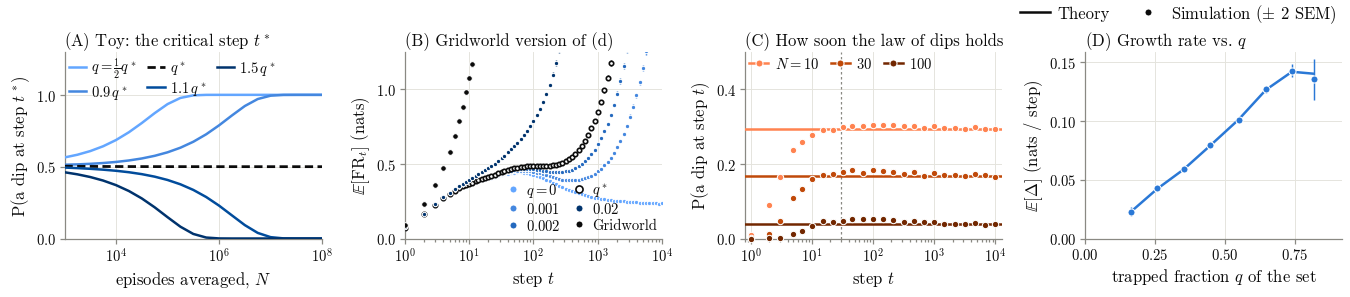 Theory Simulation (± 2 SEM)
(A) Toy: the critical step t*
q=½q* q* 1.5q*
0.9q* 1.1q*
P(a dip at step t*)
1.0
0.5
0.0
10⁴ 10⁶ 10⁸
episodes averaged, N
(B) Gridworld version of (d)
𝔼[FRₜ] (nats)
1.0
0.5
0.0
q=0 q*
0.001 0.02
0.002 Gridworld
10⁰ 10¹ 10² 10³ 10⁴
step t
(C) How soon the law of dips holds
N=10 30 100
P(a dip at step t)
0.4
0.2
0.0
10⁰ 10¹ 10² 10³ 10⁴
step t
(D) Growth rate vs. q
𝔼[Δ] (nats / step)
0.15
0.10
0.05
0.00
0.00 0.25 0.50 0.75
trapped fraction q of the set